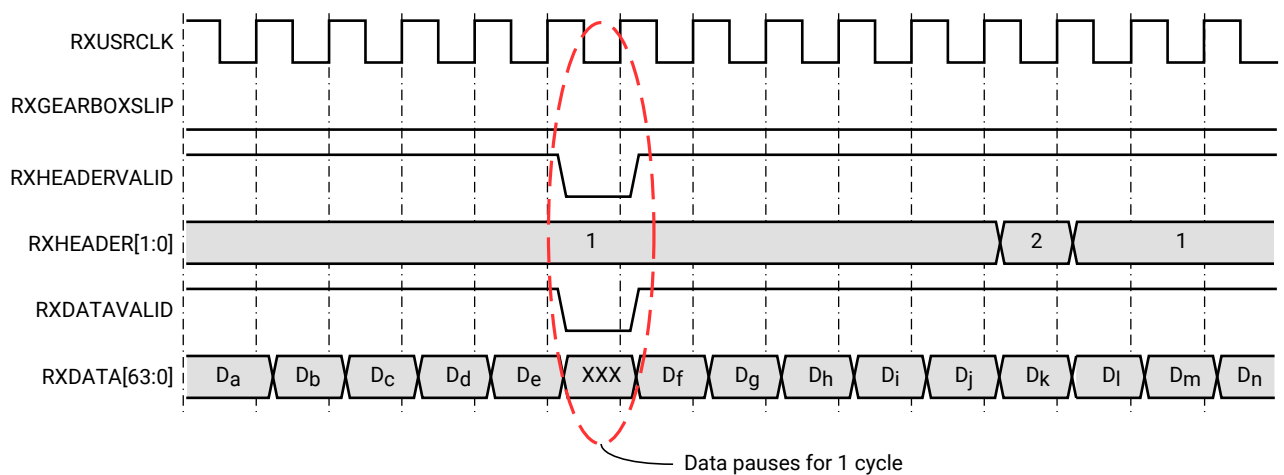 RXUSRCLK
RXGEARBOXSLIP
RXHEADERVALID
RXHEADER[1:0] 1 2 1
RXDATAVALID
RXDATA[63:0] Da Db Dc Dd De XXX Df Dg Dh Di Dj Dk Dl Dm Dn
Data pauses for 1 cycle